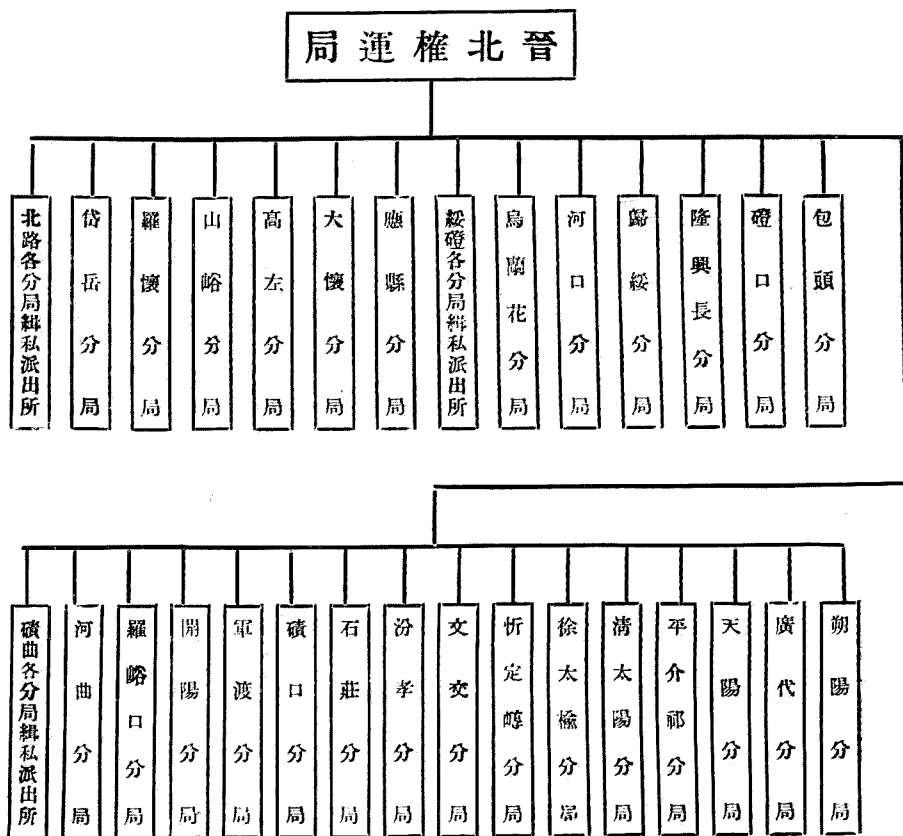 晉北榷運局
包頭分局
磴口分局
隆興長分局
歸綏分局
河口分局
烏蘭花分局
綏磴各分局緝私派出所
應縣分局
大懷分局
高左分局
山峪分局
羅懷分局
岱岳分局
北路各分局緝私派出所
朔陽分局
廣代分局
天陽分局
平介祁分局
清太陽分局
徐太榆分局
忻定崞分局
文交分局
汾孝分局
石莊分局
磧口分局
軍渡分局
開陽分局
羅峪口分局
河曲分局
磧曲各分局緝私派出所